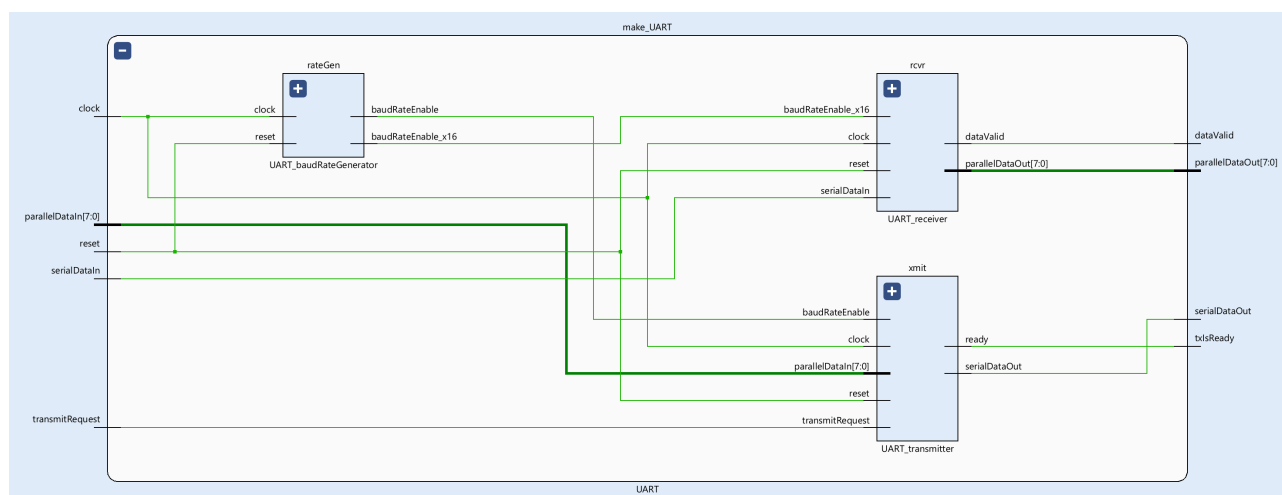 make_UART
rateGen
rcvr
clock
clock
baudRateEnable
baudRateEnable_x16
reset
baudRateEnable_x16
clock
dataValid
dataValid
UART_baudRateGenerator
reset
parallelDataOut[7:0]
parallelDataOut[7:0]
serialDataIn
parallelDataIn[7:0]
UART_receiver
reset
serialDataIn
xmit
baudRateEnable
serialDataOut
clock
ready
txIsReady
parallelDataIn[7:0]
serialDataOut
reset
transmitRequest
transmitRequest
UART_transmitter
UART